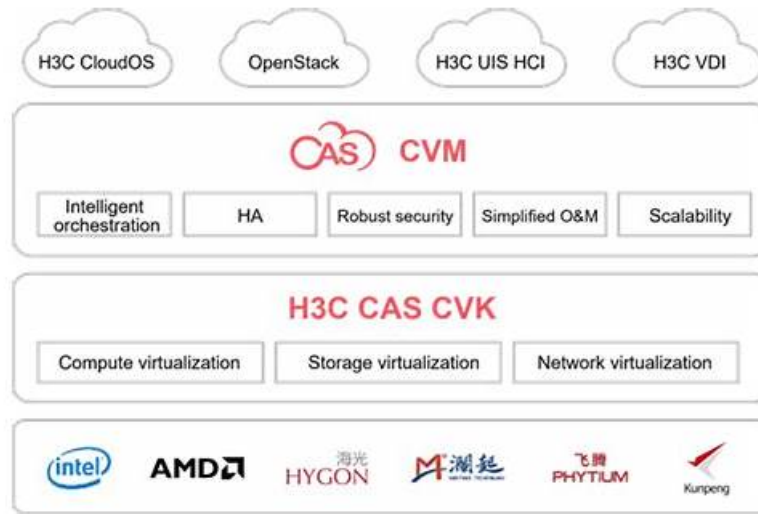 H3C CloudOS
OpenStack
H3C UIS HCI
H3C VDI
CAS CVM
Intelligent
orchestration
HA
Robust security
Simplified O&M
Scalability
H3C CAS CVK
Compute virtualization
Storage virtualization
Network virtualization
intel
AMD
海光
HYGON
澜起
飞腾
PHYTIUM
Kunpeng